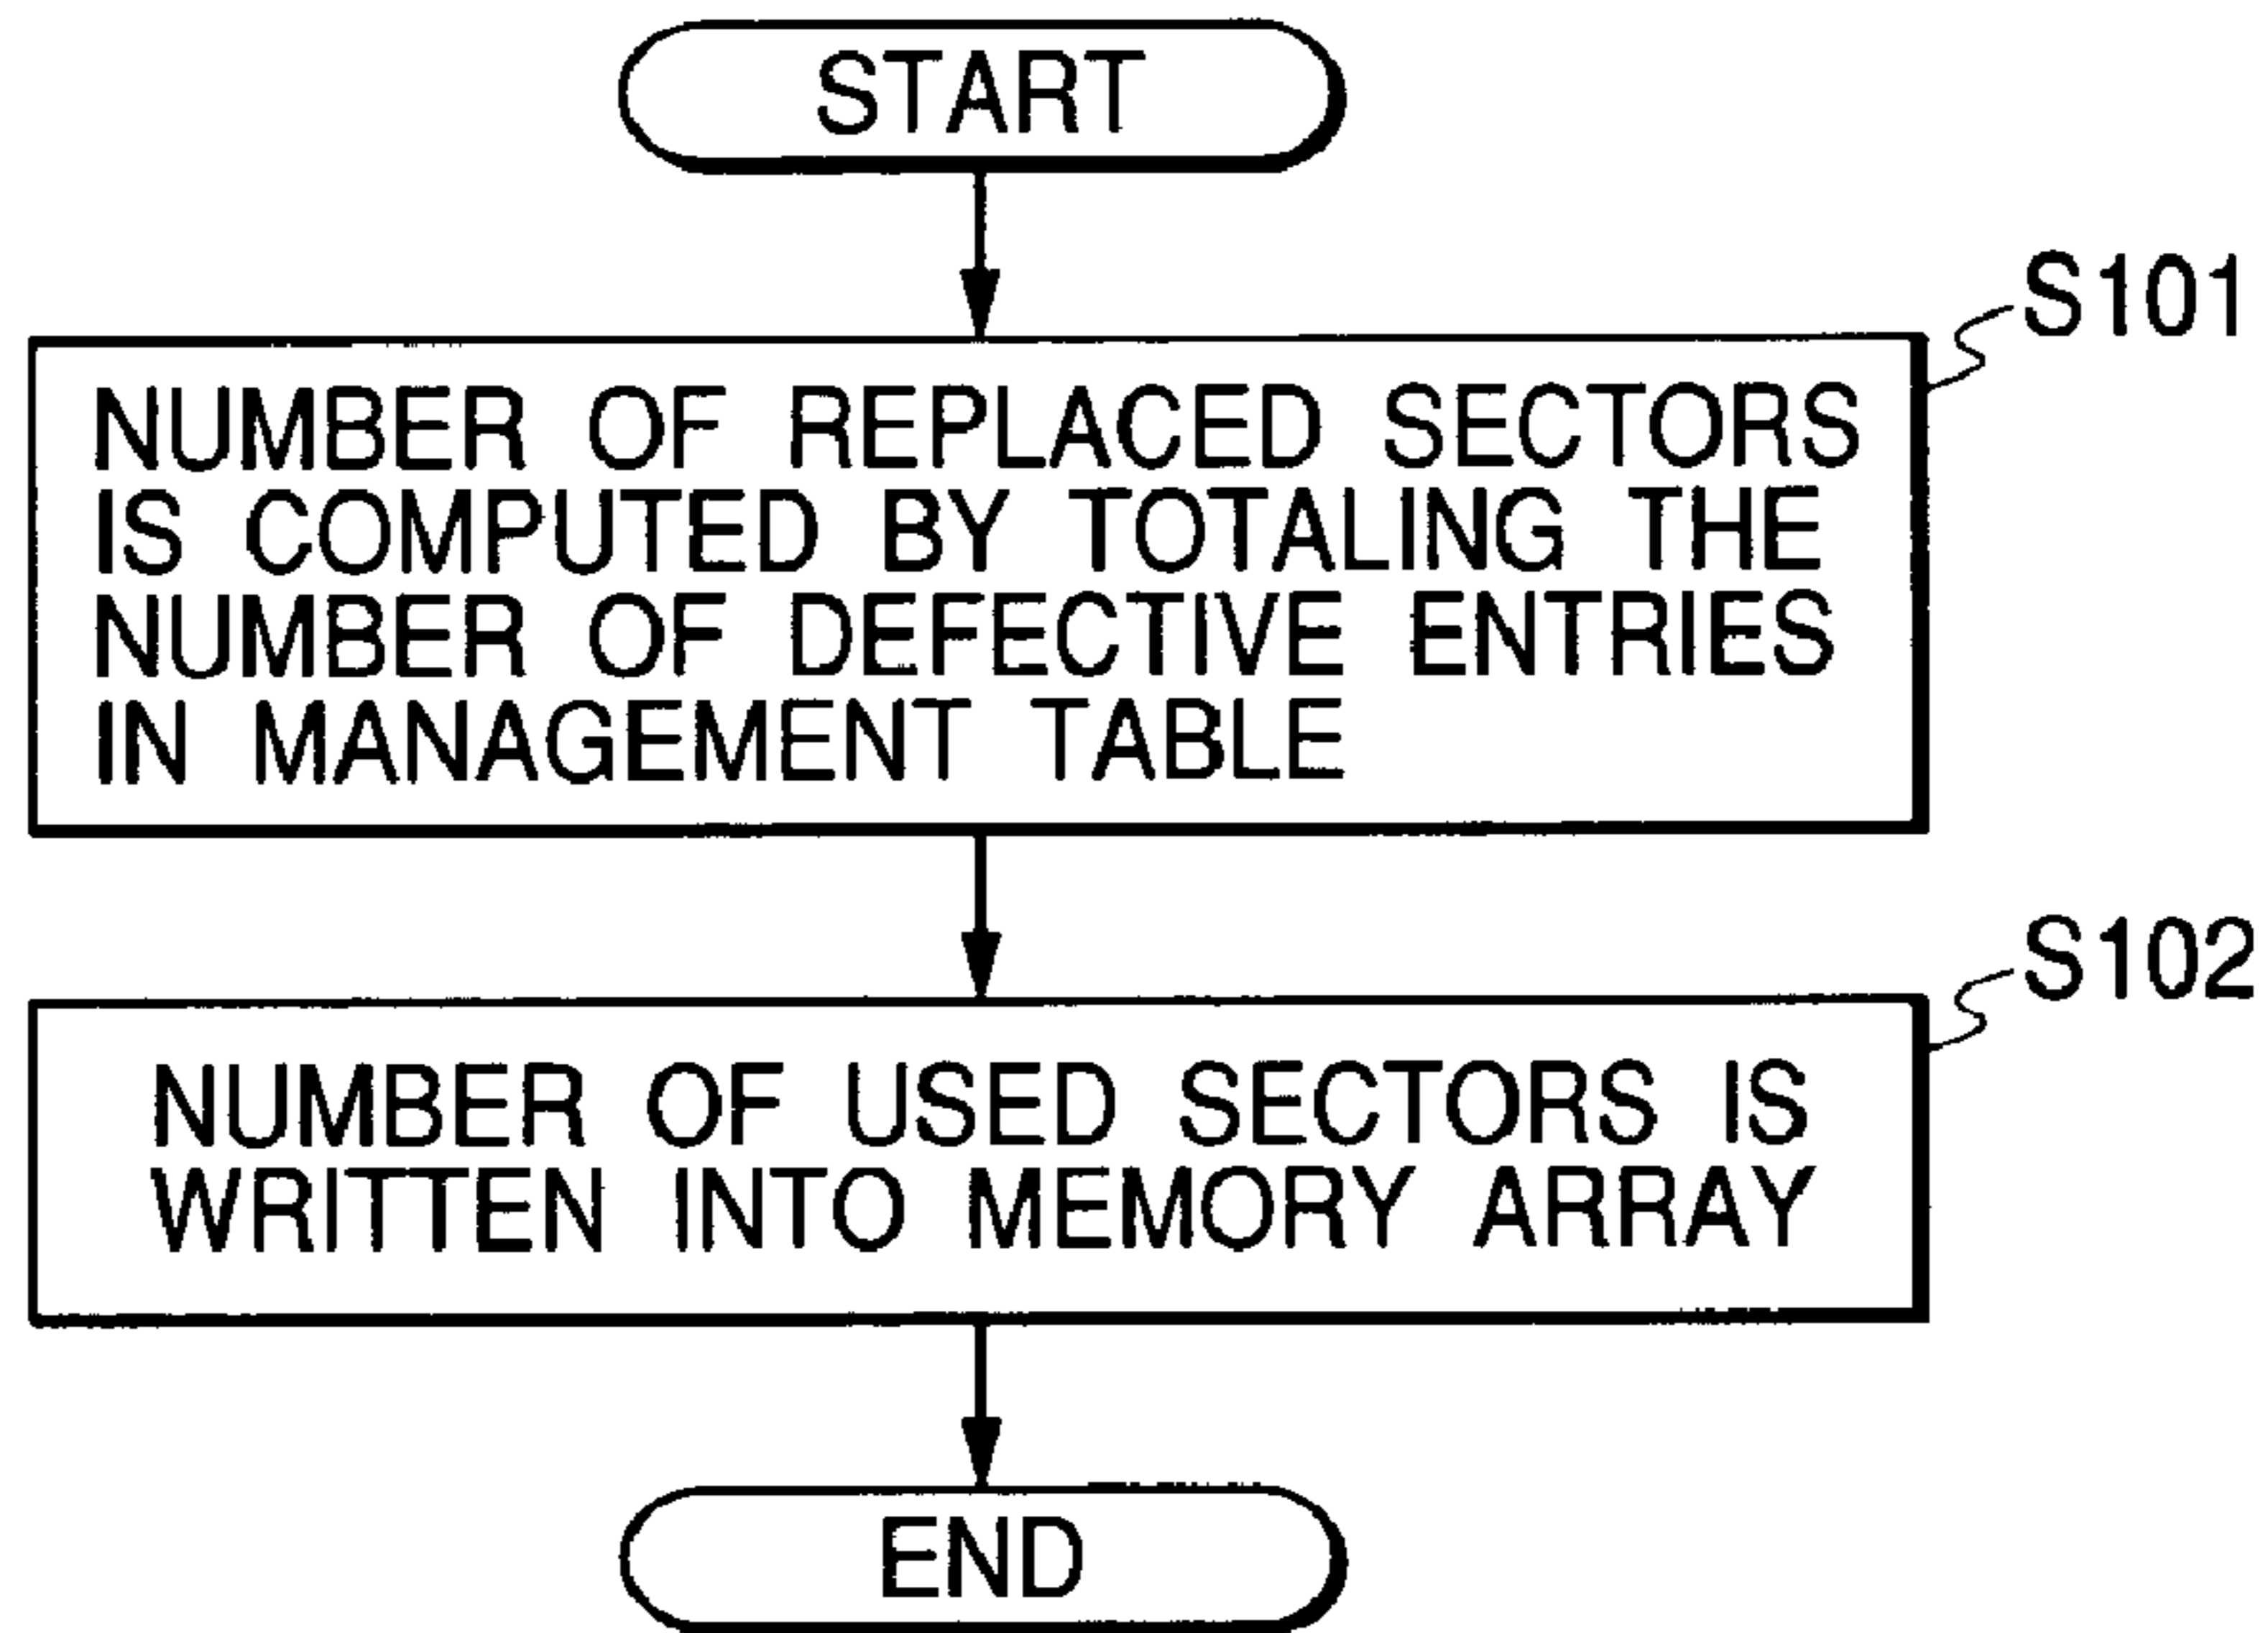 START
S101
NUMBER OF REPLACED SECTORS
IS COMPUTED BY TOTALING THE
NUMBER OF DEFECTIVE ENTRIES
IN MANAGEMENT TABLE
S102
NUMBER OF USED SECTORS IS
WRITTEN INTO MEMORY ARRAY
END